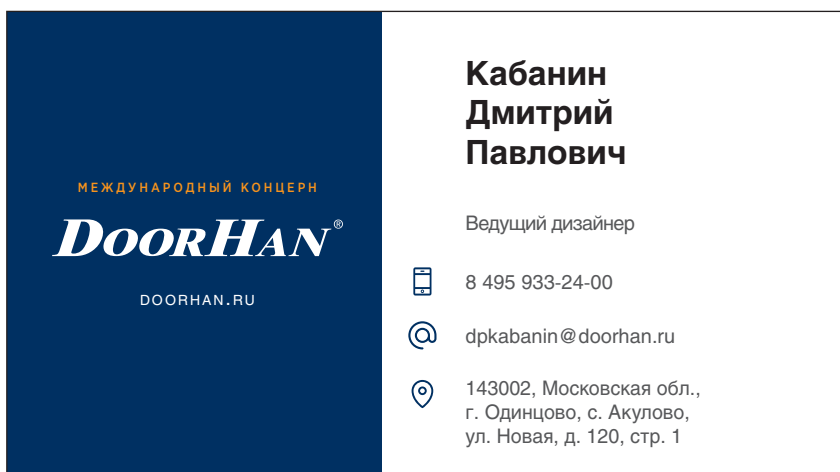 МЕЖДУНАРОДНЫЙ КОНЦЕРН
DOORHAN®
DOORHAN.RU
Кабанин
Дмитрий
Павлович
Ведущий дизайнер
8 495 933-24-00
dpkabanin@doorhan.ru
143002, Московская обл.,
г. Одинцово, с. Акулово,
ул. Новая, д. 120, стр. 1